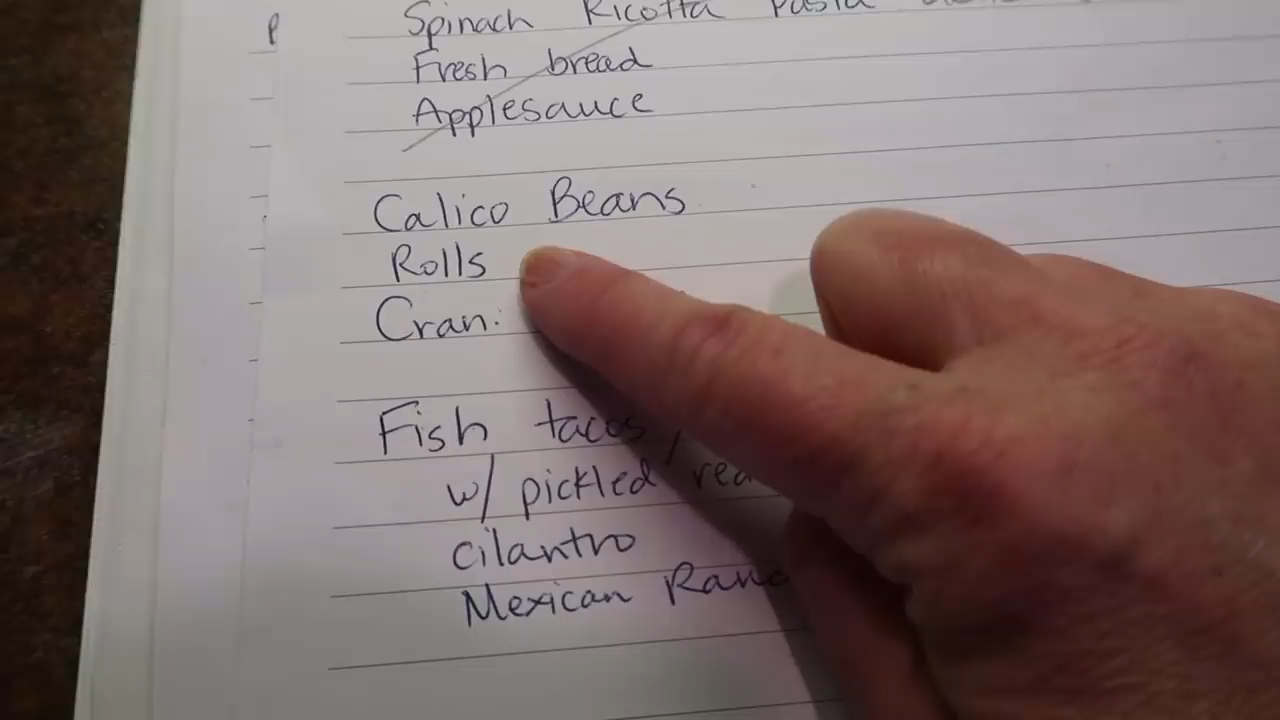 Spinach Ricotta Pasta
Fresh bread
Applesauce
Calico Beans
Rolls
Cran.
Fish tacos,
w/ pickled
cilantro
Mexican